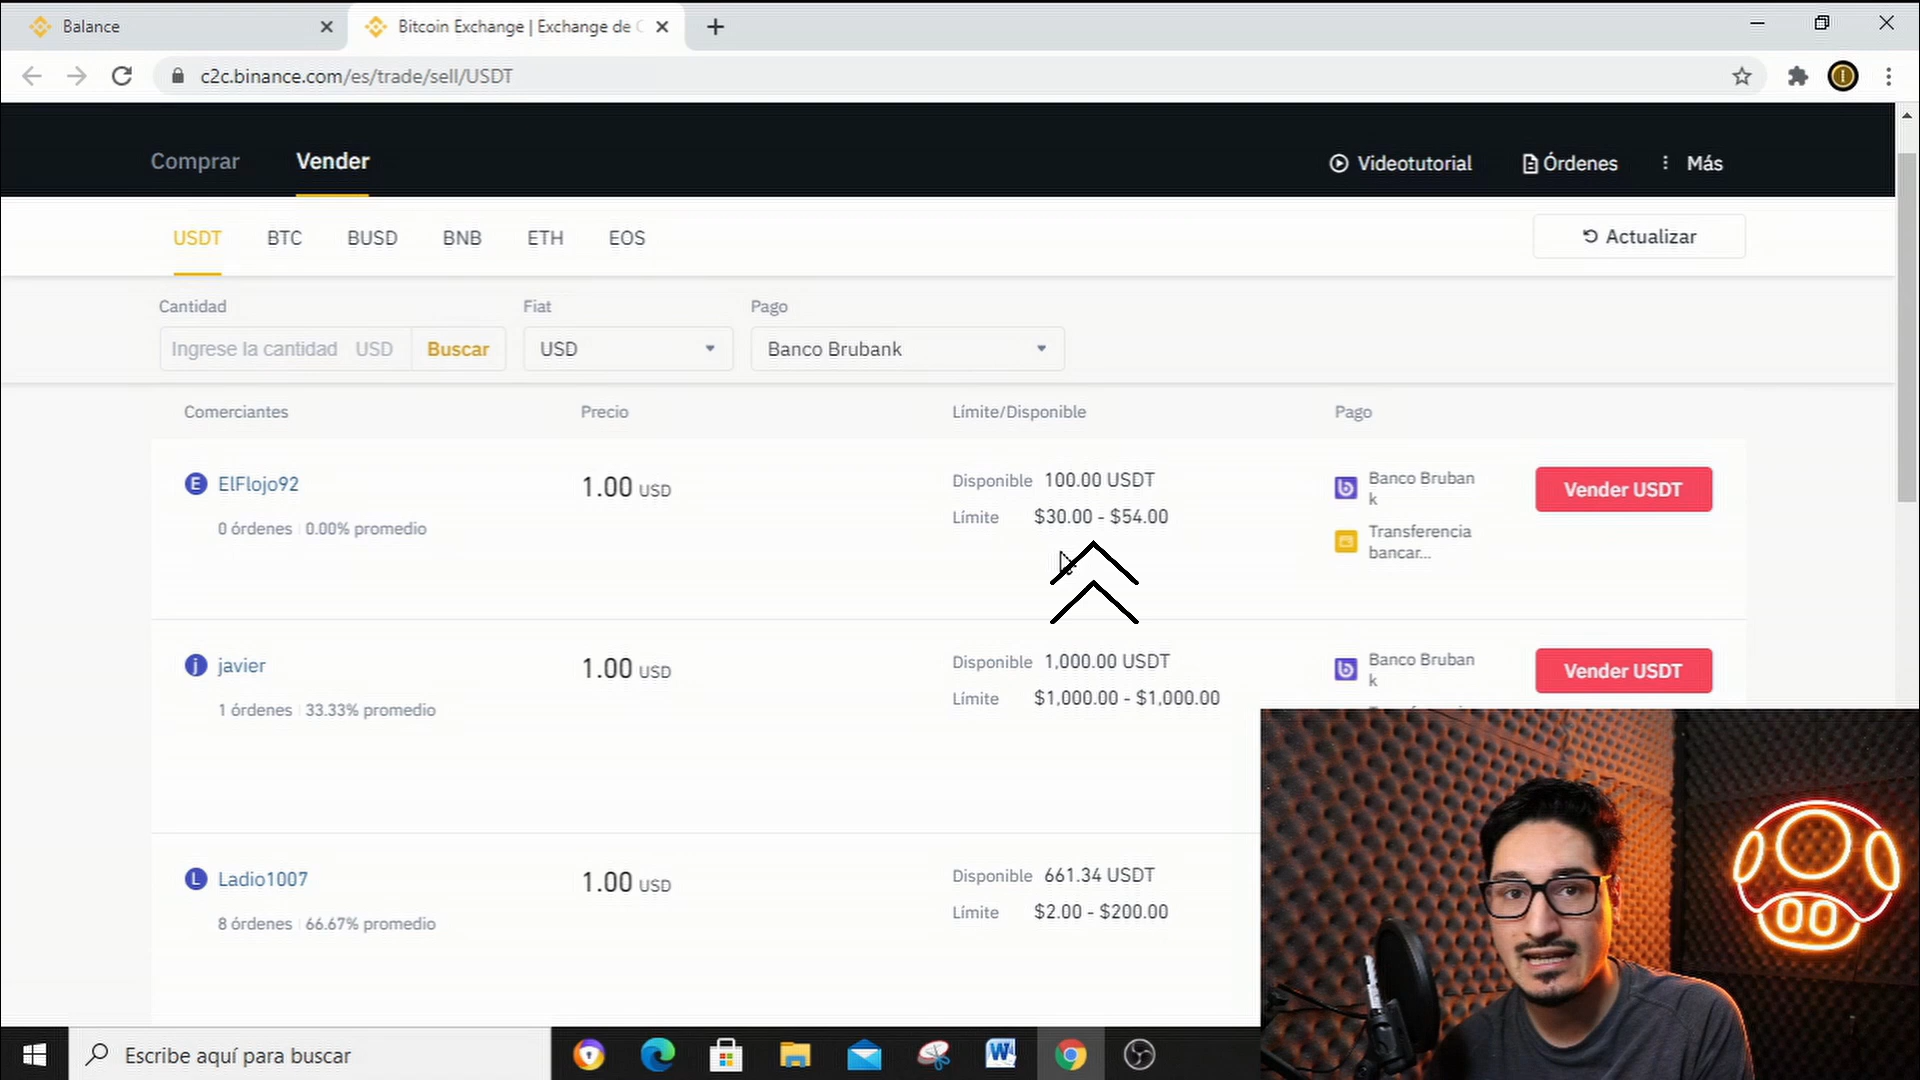 Balance
Bitcoin Exchange | Exchange de C
c2c.binance.com/es/trade/sell/USDT
Comprar Vender Videotutorial Órdenes Más
USDT BTC BUSD BNB ETH EOS Actualizar
Cantidad Fiat Pago
Ingrese la cantidad USD Buscar USD Banco Brubank
Comerciantes Precio Límite/Disponible Pago
E ElFlojo92 1.00 USD Disponible 100.00 USDT Banco Bruban
k
Vender USDT
0 órdenes 0.00% promedio Límite $30.00 - $54.00 Transferencia
bancar...
j javier 1.00 USD Disponible 1,000.00 USDT Banco Bruban
k
Vender USDT
1 órdenes 33.33% promedio Límite $1,000.00 - $1,000.00
L Ladio1007 1.00 USD Disponible 661.34 USDT
8 órdenes 66.67% promedio Límite $2.00 - $200.00
Escribe aquí para buscar